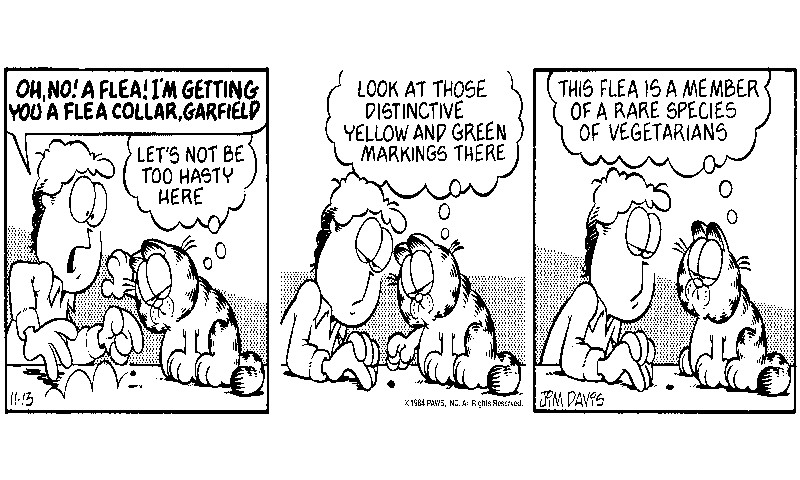 OH, NO! A FLEA! I'M GETTING
YOU A FLEA COLLAR, GARFIELD
LET'S NOT BE
TOO HASTY
HERE
11-13
LOOK AT THOSE
DISTINCTIVE
YELLOW AND GREEN
MARKINGS THERE
© 1984 PAWS, INC. All Rights Reserved.
THIS FLEA IS A MEMBER
OF A RARE SPECIES
OF VEGETARIANS
JIM DAVIS